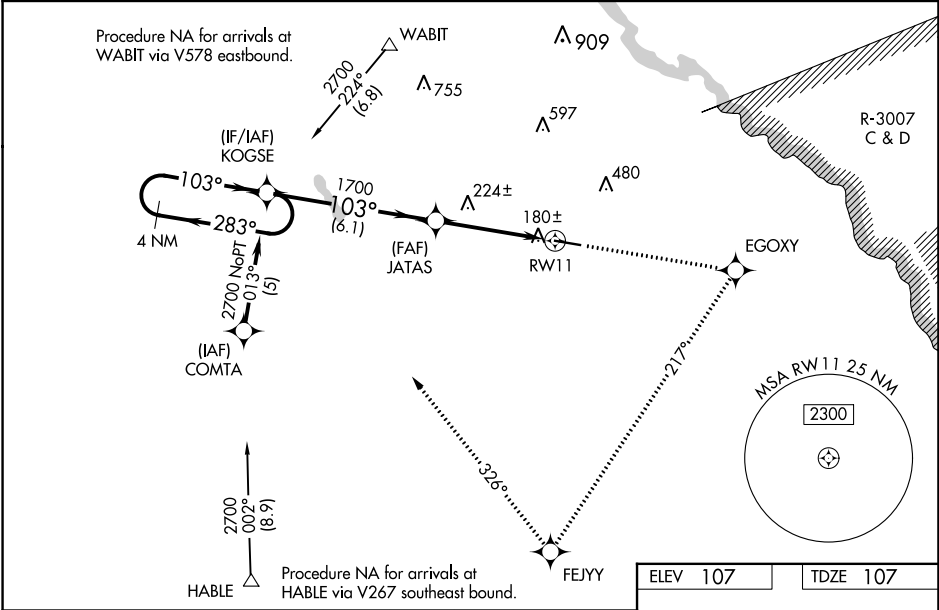 Procedure NA for arrivals at
WABIT via V578 eastbound.
WABIT
2700
224°
(6.8)
755
909
597
480
R-3007
C & D
(IF/IAF)
KOGSE
103°
283°
4 NM
1700
103°
(6.1)
224±
180±
(FAF)
JATAS
RW11
EGOXY
2700 NoPT
013°
(5)
(IAF)
COMTA
217°
326°
MSA RW11 25 NM
2300
2700
002°
(8.9)
HABLE
Procedure NA for arrivals at
HABLE via V267 southeast bound.
FEJYY
ELEV 107
TDZE 107